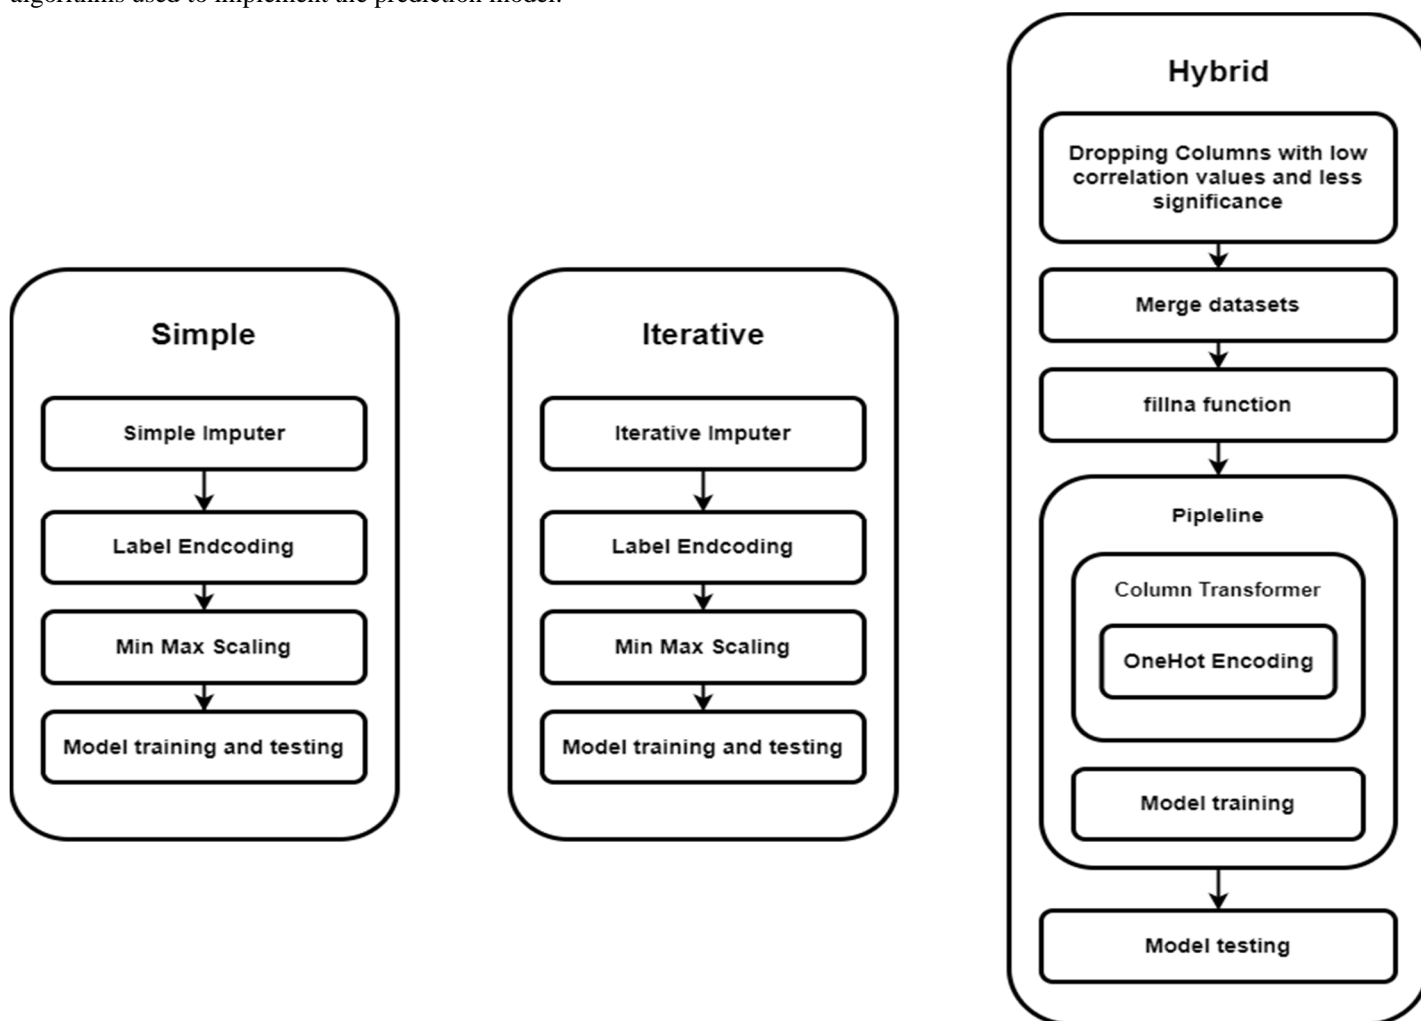 algorithms used to implement the prediction model.
Simple
Simple Imputer
Label Endcoding
Min Max Scaling
Model training and testing
Iterative
Iterative Imputer
Label Endcoding
Min Max Scaling
Model training and testing
Hybrid
Dropping Columns with low
correlation values and less
significance
Merge datasets
fillna function
Pipleline
Column Transformer
OneHot Encoding
Model training
Model testing